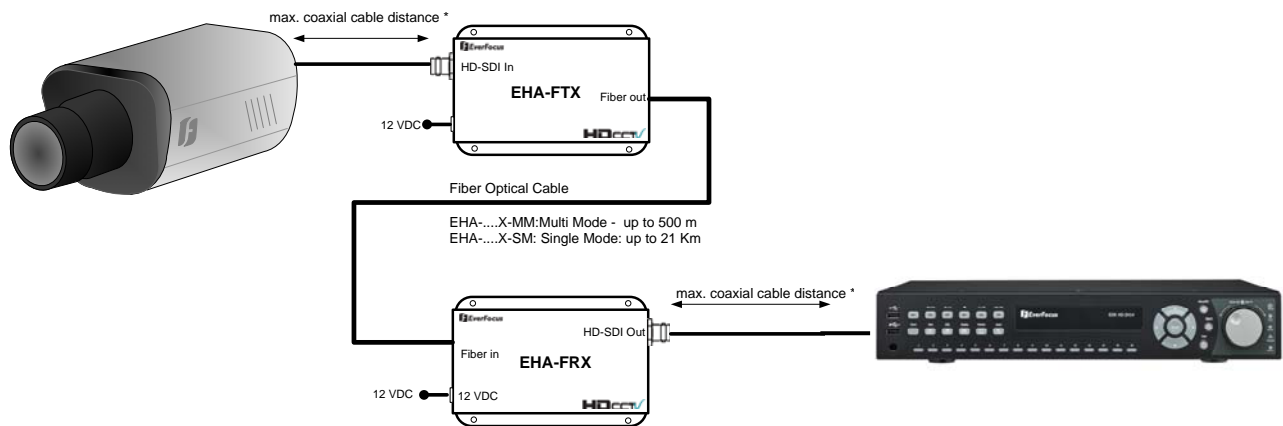 max. coaxial cable distance *
EverFocus
HD-SDI In
EHA-FTX
Fiber out
12 VDC
HDcctv
Fiber Optical Cable
EHA-....X-MM:Multi Mode - up to 500 m
EHA-....X-SM: Single Mode: up to 21 Km
max. coaxial cable distance *
EverFocus
HD-SDI Out
Fiber in
EHA-FRX
12 VDC
12 VDC
HDcctv
EverFocus